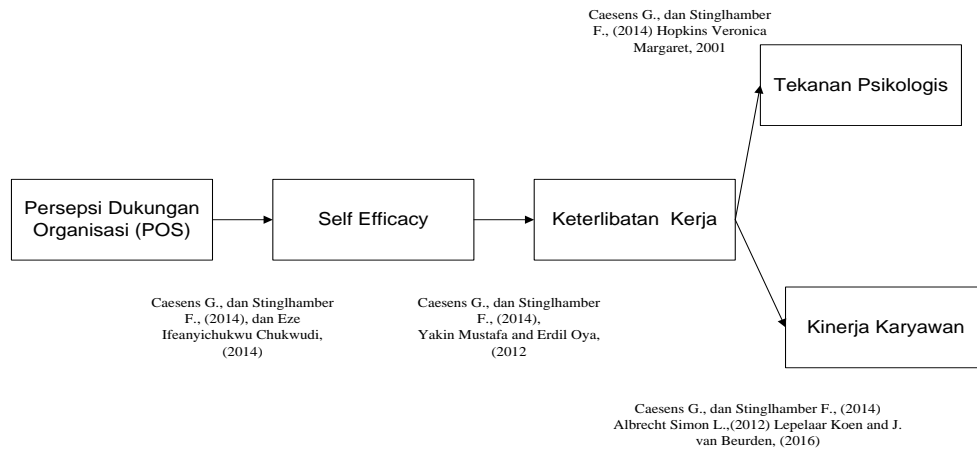 Caesens G., dan Stinglhamber
F., (2014) Hopkins Veronica
Margaret, 2001
Tekanan Psikologis
Persepsi Dukungan
Organisasi (POS)
Self Efficacy
Keterlibatan Kerja
Caesens G., dan Stinglhamber
F., (2014), dan Eze
Ifeanyichukwu Chukwudi,
(2014)
Caesens G., dan Stinglhamber
F., (2014),
Yakin Mustafa and Erdil Oya,
(2012
Kinerja Karyawan
Caesens G., dan Stinglhamber F., (2014)
Albrecht Simon L.,(2012) Lepelaar Koen and J.
van Beurden, (2016)